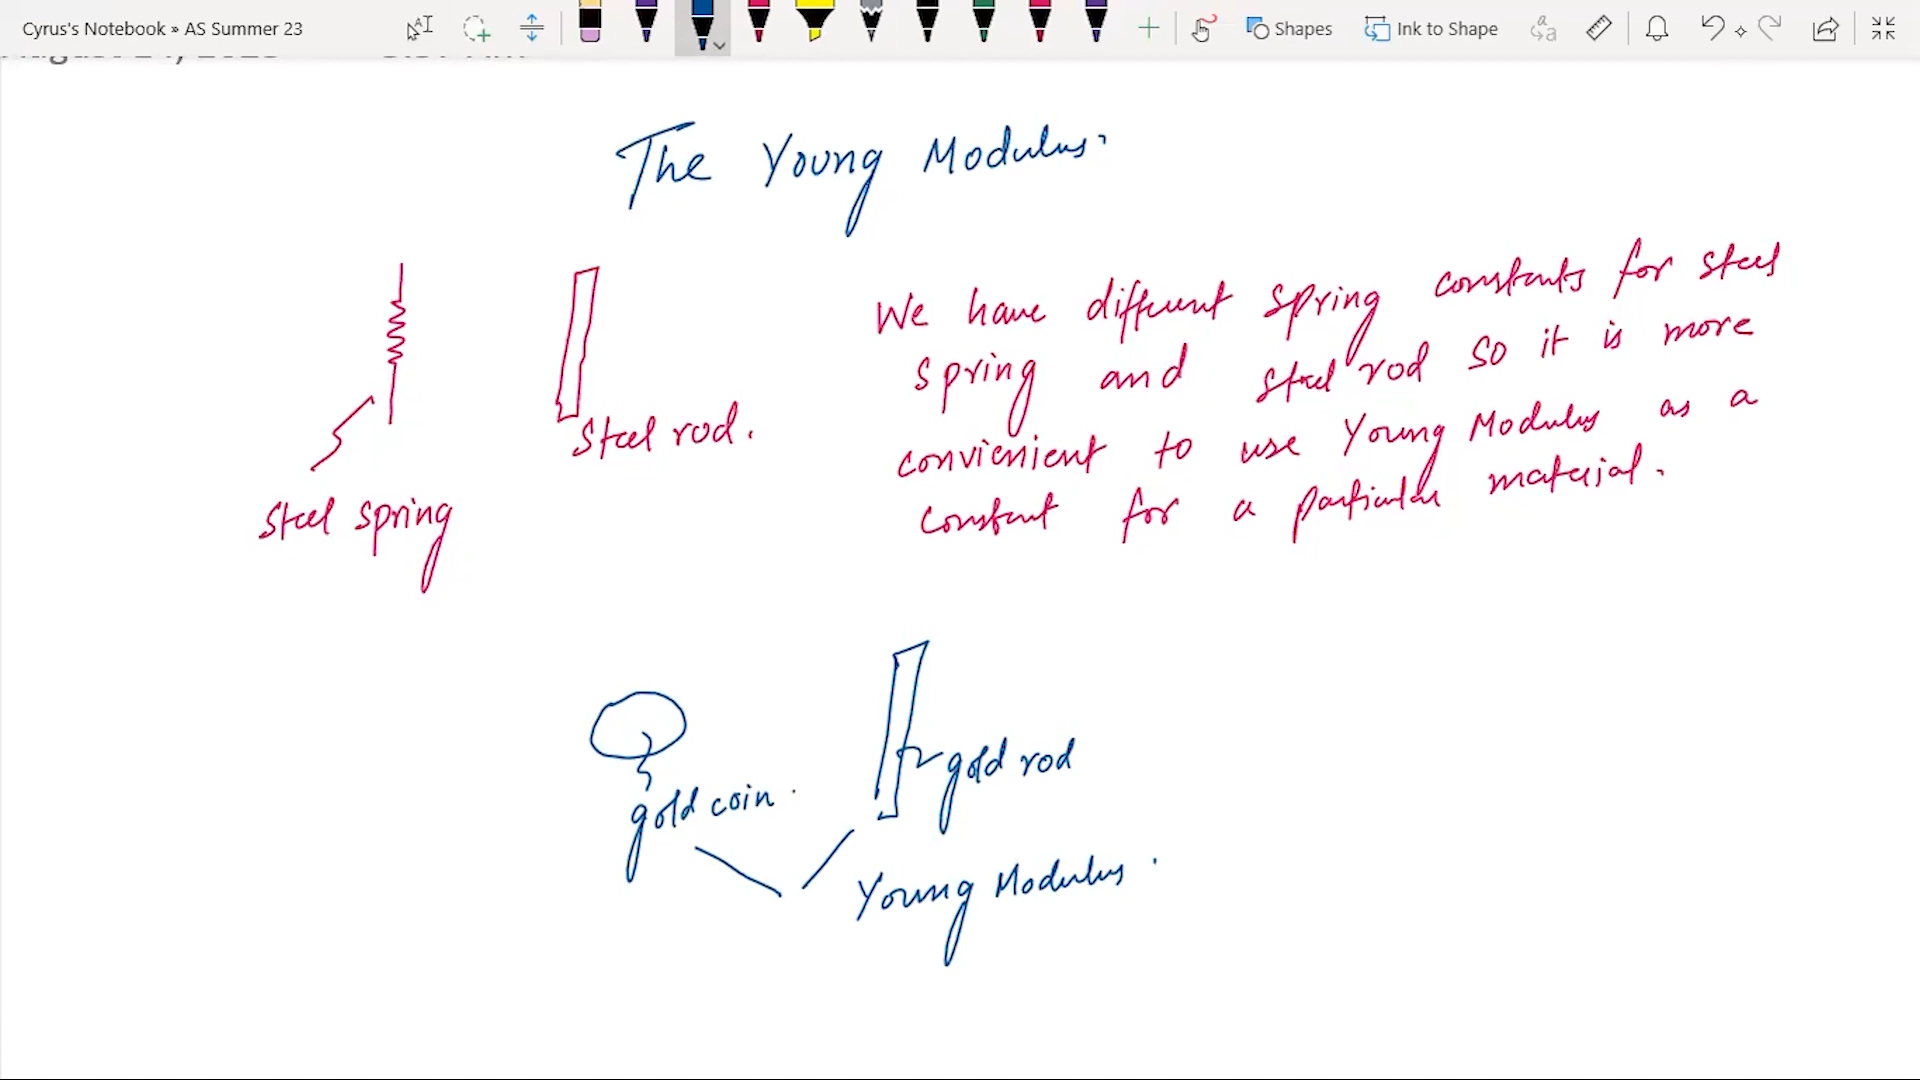 Cyrus's Notebook » AS Summer 23
Shapes
Ink to Shape
The Young Modulus.
We have different spring constants for steel
spring and steel rod so it is more
convienient to use Young Modulus as a
constant for a particular material.
Steel rod.
Steel spring
gold rod
gold coin.
Young Modulus.